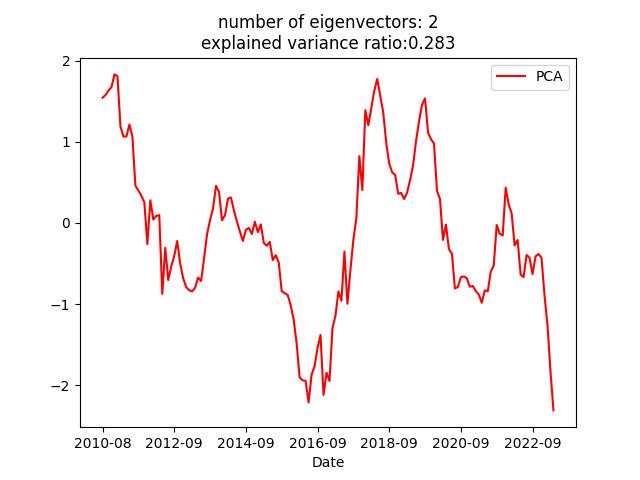 number of eigenvectors: 2
explained variance ratio:0.283
PCA
2
1
0
−1
−2
2010-08 2012-09 2014-09 2016-09 2018-09 2020-09 2022-09
Date